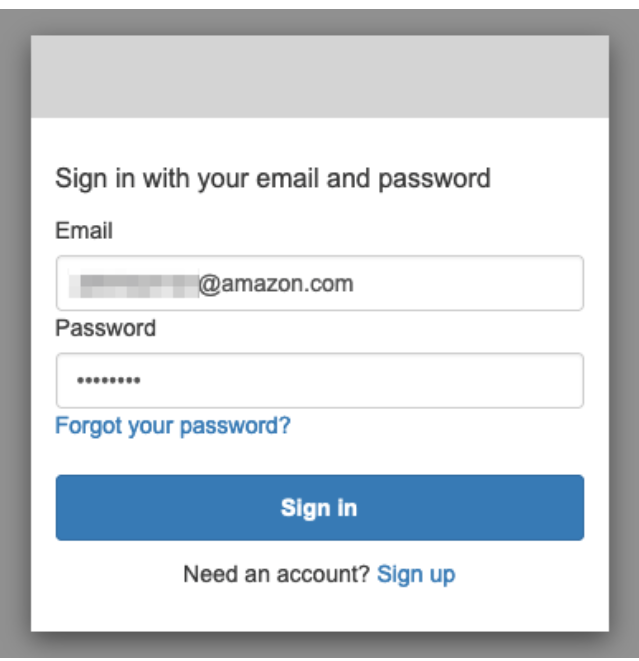 Sign in with your email and password
Email
@amazon.com
Password
••••••••
Forgot your password?
Sign in
Need an account? Sign up